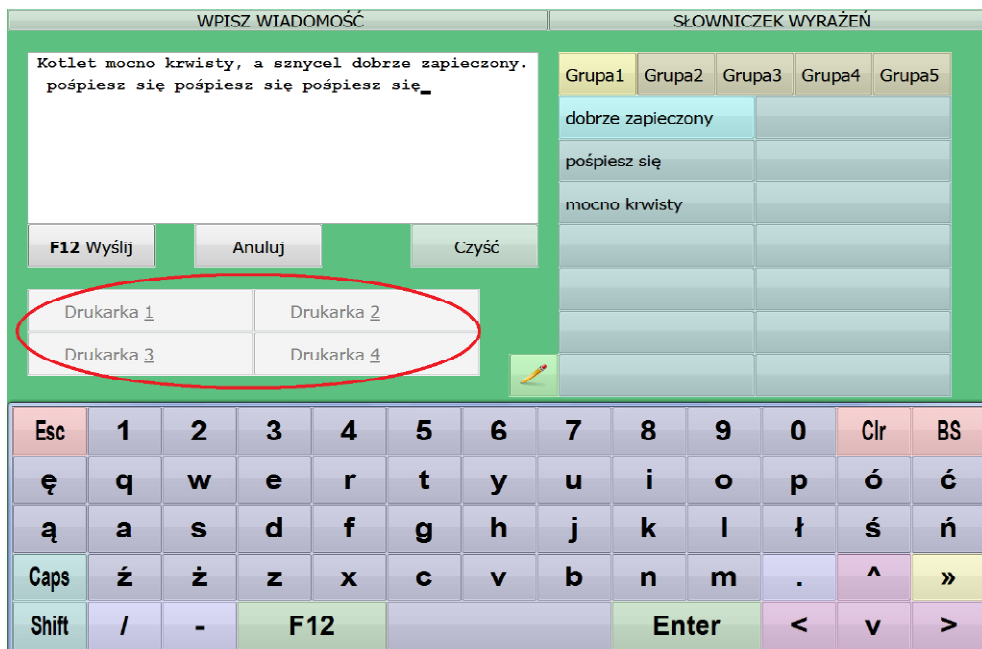 WPISZ WIADOMOŚĆ
SŁOWNICZEK WYRAŻEŃ
Kotlet mocno krwisty, a sznycel dobrze zapieczony.
pośpiesz się pośpiesz się pośpiesz się_
Grupa1 Grupa2 Grupa3 Grupa4 Grupa5
dobrze zapieczony
pośpiesz się
mocno krwisty
F12 Wyślij Anuluj Czyść
Drukarka 1 Drukarka 2
Drukarka 3 Drukarka 4
Esc 1 2 3 4 5 6 7 8 9 0 Clr BS
ę q w e r t y u i o p ó ć
ą a s d f g h j k l ł ś ń
Caps ź ż z x c v b n m . ^ »
Shift / - F12 Enter < v >